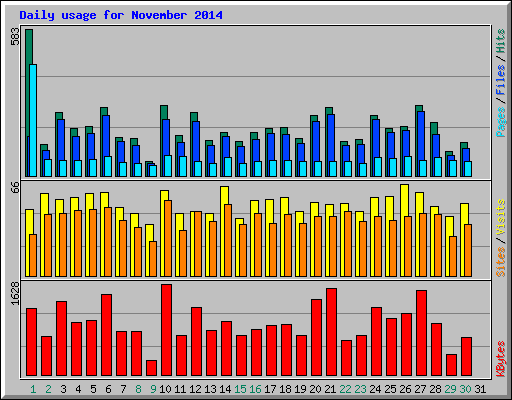 Daily usage for November 2014
583
Pages / Files / Hits
66
Sites / Visits
1628
KBytes
1 2 3 4 5 6 7 8 9 10 11 12 13 14 15 16 17 18 19 20 21 22 23 24 25 26 27 28 29 30 31